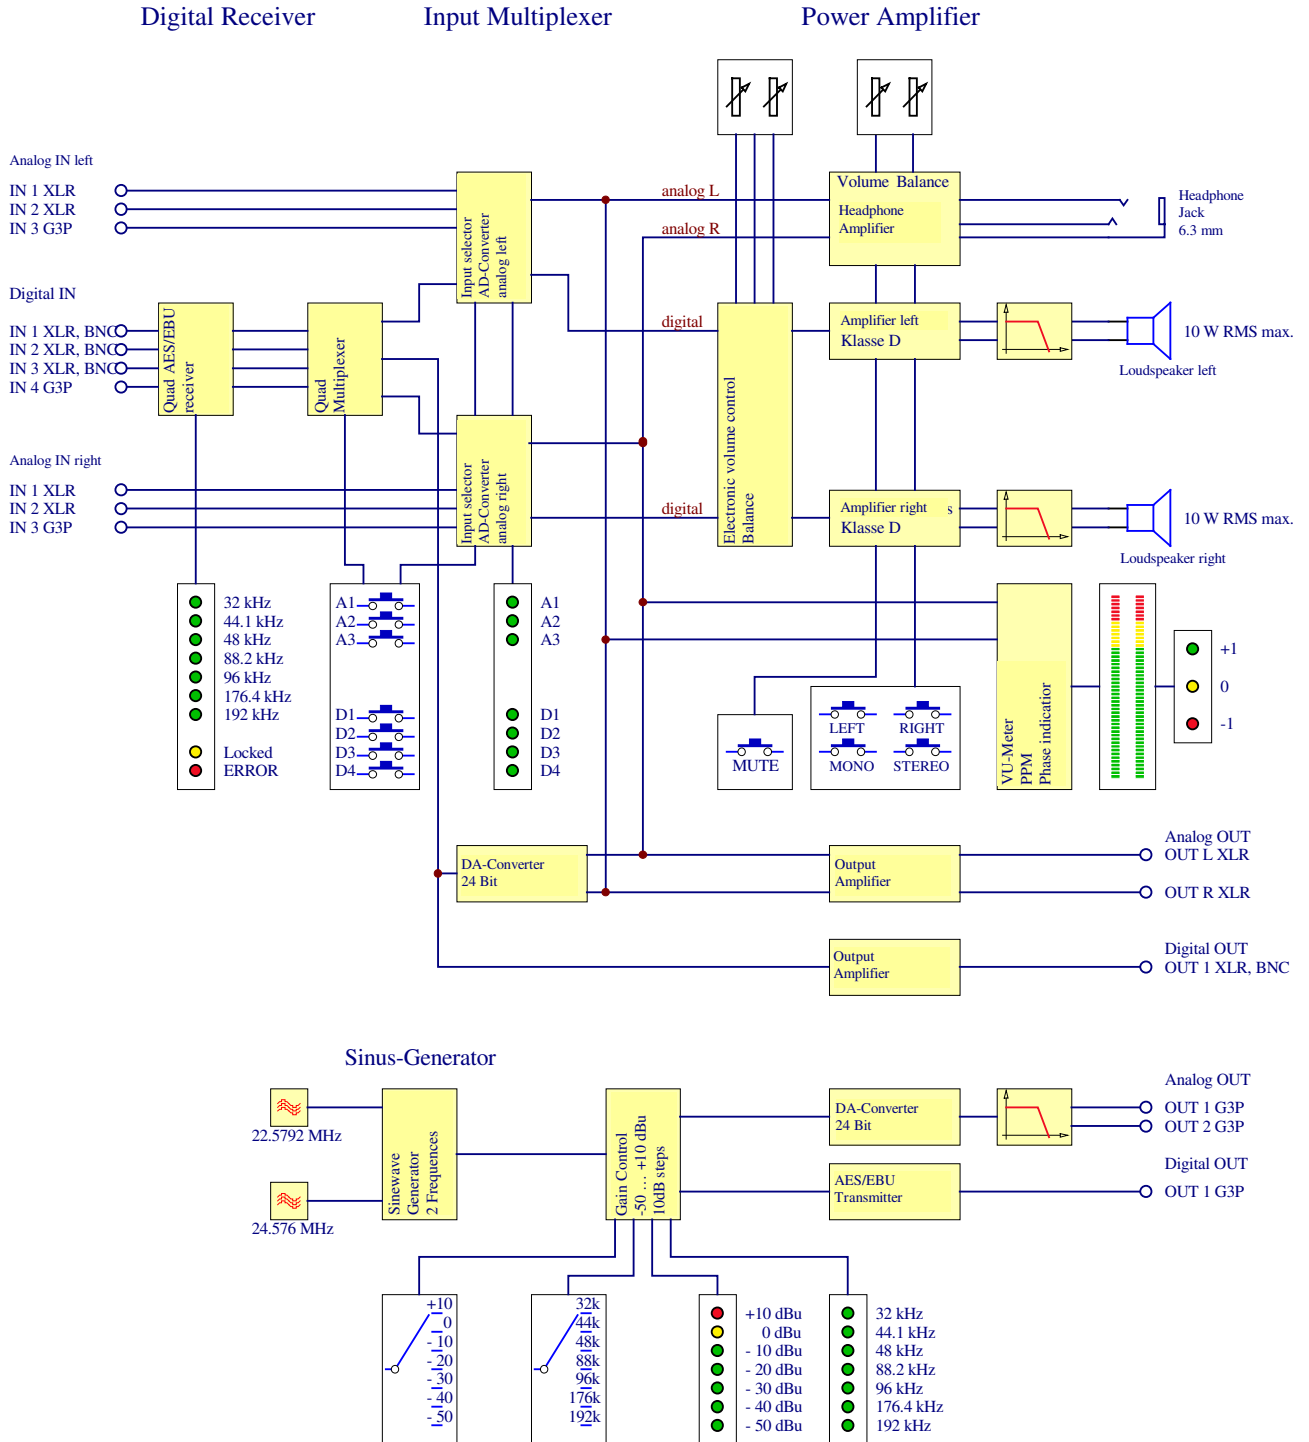 Digital Receiver
Input Multiplexer
Power Amplifier
Analog IN left
IN 1 XLR
IN 2 XLR
IN 3 G3P
Digital IN
IN 1 XLR, BNC
IN 2 XLR, BNC
IN 3 XLR, BNC
IN 4 G3P
Analog IN right
IN 1 XLR
IN 2 XLR
IN 3 G3P
Quad AES/EBU
receiver
Quad
Multiplexer
Input selector
AD-Converter
analog left
Input selector
AD-Converter
analog right
analog L
analog R
digital
digital
Electronic volume control
Balance
Volume Balance
Headphone
Amplifier
Headphone
Jack
6.3 mm
Amplifier left
Klasse D
10 W RMS max.
Loudspeaker left
Amplifier right s
Klasse D
10 W RMS max.
Loudspeaker right
32 kHz
44.1 kHz
48 kHz
88.2 kHz
96 kHz
176.4 kHz
192 kHz
Locked
ERROR
A1
A2
A3
D1
D2
D3
D4
A1
A2
A3
D1
D2
D3
D4
MUTE
LEFT
RIGHT
MONO
STEREO
VU-Meter
PPM
Phase indicatior
+1
0
-1
DA-Converter
24 Bit
Output
Amplifier
Analog OUT
OUT L XLR
OUT R XLR
Output
Amplifier
Digital OUT
OUT 1 XLR, BNC
Sinus-Generator
22.5792 MHz
24.576 MHz
Sinewave
Generator
2 Frequences
Gain Control
-50 ... +10 dBu
10dB steps
DA-Converter
24 Bit
AES/EBU
Transmitter
Analog OUT
OUT 1 G3P
OUT 2 G3P
Digital OUT
OUT 1 G3P
+10
0
- 10
- 20
- 30
- 40
- 50
32k
44k
48k
88k
96k
176k
192k
+10 dBu
0 dBu
- 10 dBu
- 20 dBu
- 30 dBu
- 40 dBu
- 50 dBu
32 kHz
44.1 kHz
48 kHz
88.2 kHz
96 kHz
176.4 kHz
192 kHz